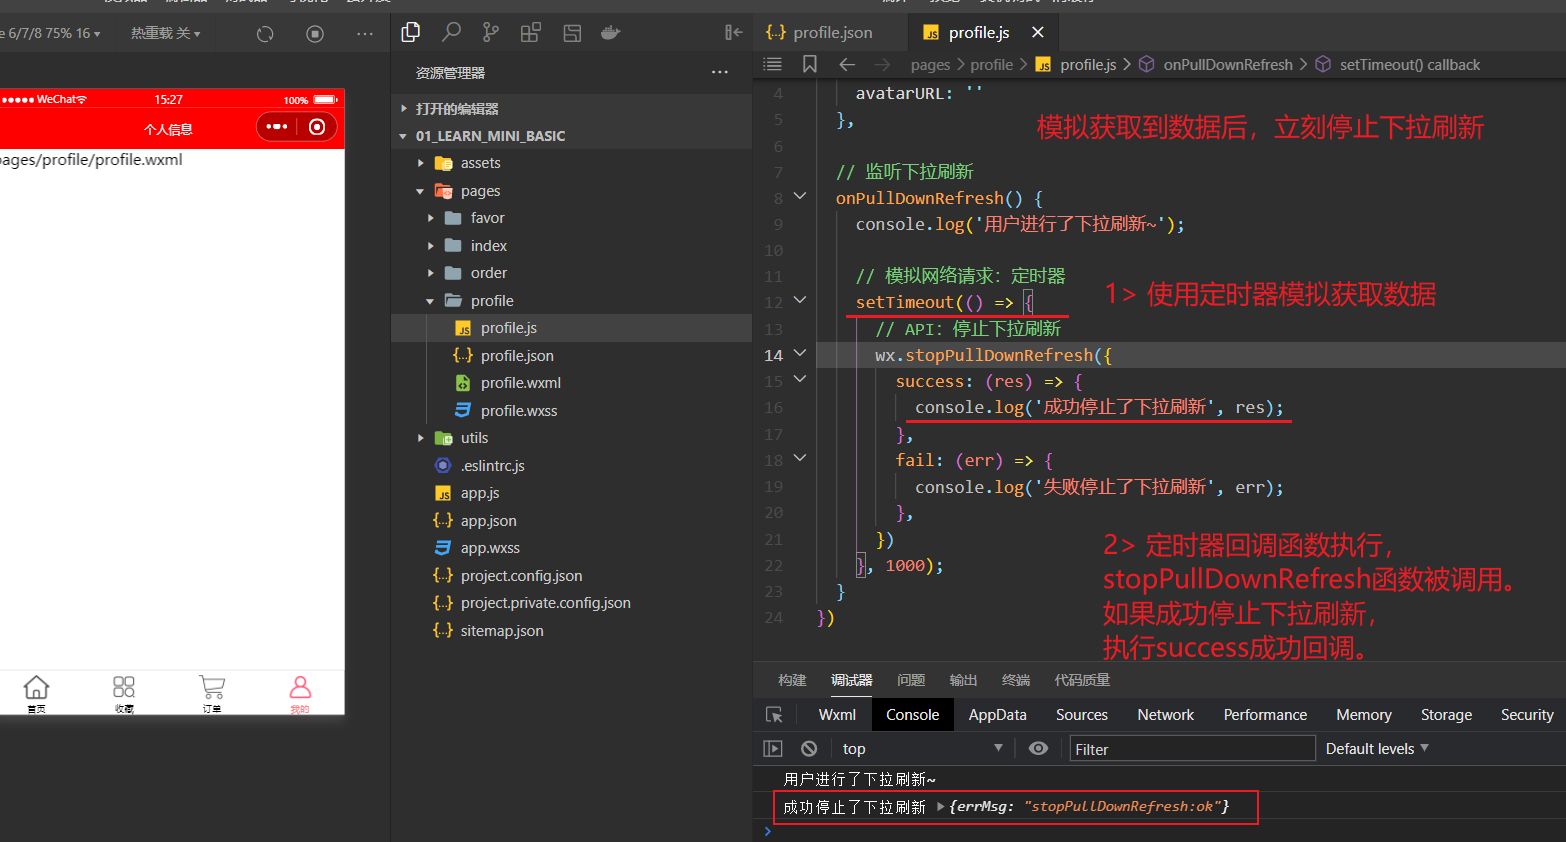 6/7/8 75% 16
热重载 关
资源管理器
打开的编辑器
01_LEARN_MINI_BASIC
assets
pages
favor
index
order
profile
profile.js
profile.json
profile.wxml
profile.wxss
utils
.eslintrc.js
app.js
app.json
app.wxss
project.config.json
project.private.config.json
sitemap.json
WeChat
15:27
100%
个人信息
pages/profile/profile.wxml
首页
收藏
订单
我的
profile.json
profile.js
pages > profile > profile.js > onPullDownRefresh > setTimeout() callback
4 avatarURL: ''
5 },
模拟获取到数据后，立刻停止下拉刷新
6
7 // 监听下拉刷新
8 onPullDownRefresh() {
9 console.log('用户进行了下拉刷新~');
10
11 // 模拟网络请求：定时器
12 setTimeout(() => {
1> 使用定时器模拟获取数据
13 // API：停止下拉刷新
14 wx.stopPullDownRefresh({
15 success: (res) => {
16 console.log('成功停止了下拉刷新', res);
17 },
18 fail: (err) => {
19 console.log('失败停止了下拉刷新', err);
20 },
21 })
22 }, 1000);
23 }
24 })
2> 定时器回调函数执行，
stopPullDownRefresh函数被调用。
如果成功停止下拉刷新，
执行success成功回调。
构建 调试器 问题 输出 终端 代码质量
Wxml Console AppData Sources Network Performance Memory Storage Security
top Filter Default levels
用户进行了下拉刷新~
成功停止了下拉刷新 {errMsg: "stopPullDownRefresh:ok"}